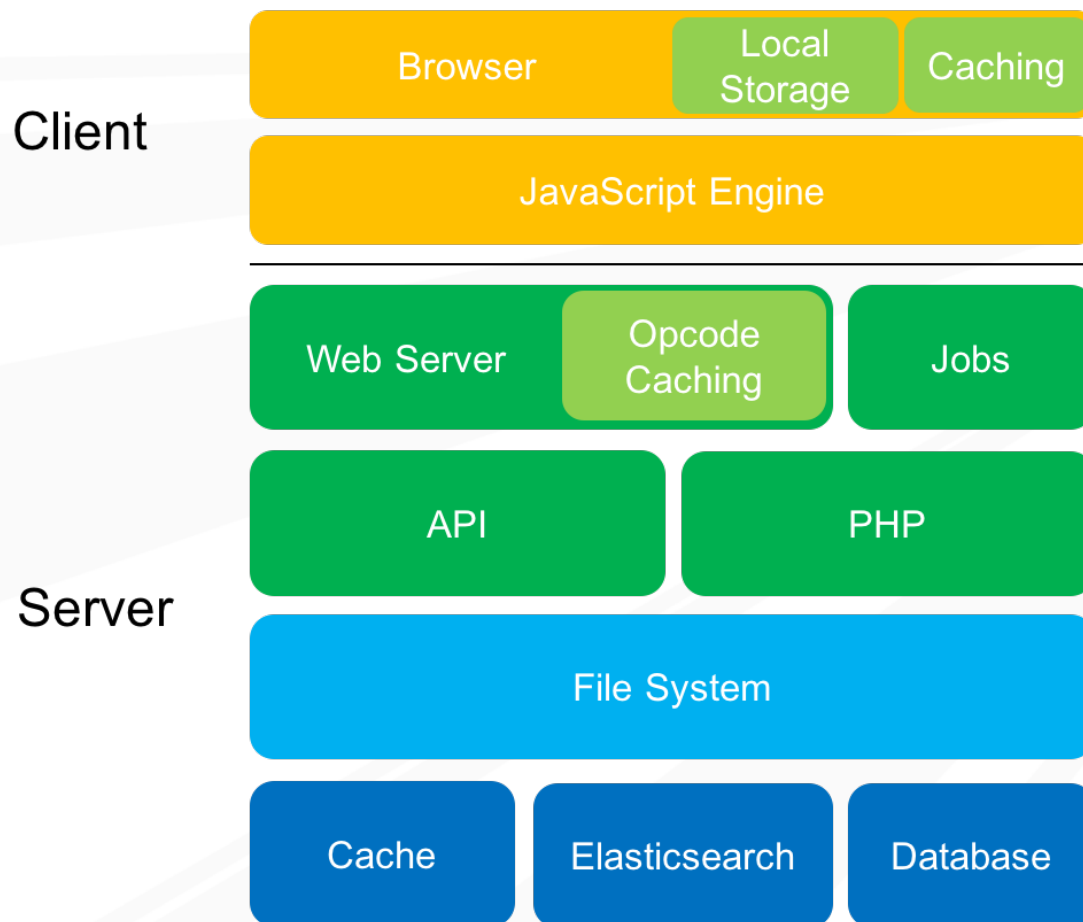 Client
Browser
Local
Storage
Caching
JavaScript Engine
Server
Web Server
Opcode
Caching
Jobs
API
PHP
File System
Cache
Elasticsearch
Database